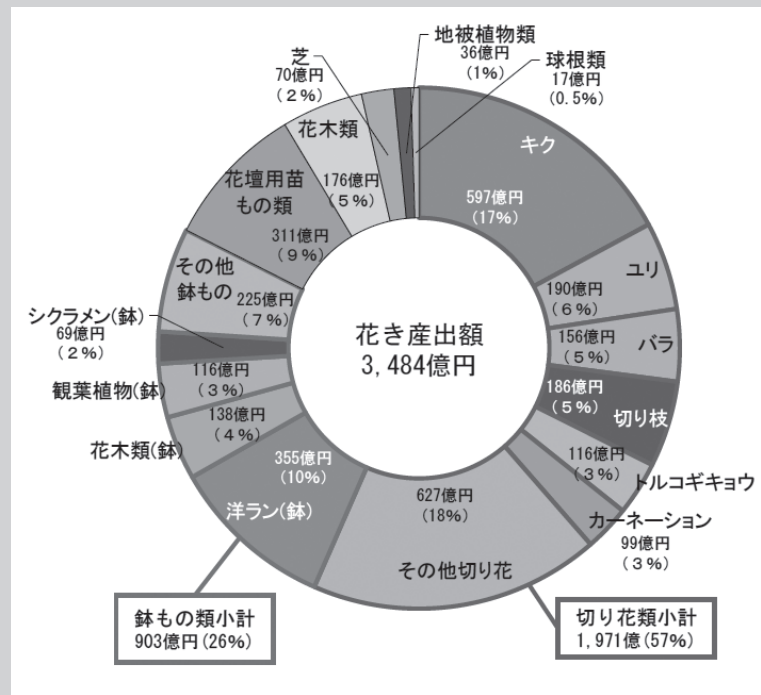 地被植物類
36億円
(1%)
球根類
17億円
(0.5%)
芝
70億円
(2%)
花木類
176億円
(5%)
キク
597億円
(17%)
花壇用苗
もの類
311億円
(9%)
ユリ
190億円
(6%)
その他
鉢もの
225億円
(7%)
バラ
156億円
(5%)
シクラメン(鉢)
69億円
(2%)
花き産出額
3,484億円
切り枝
186億円
(5%)
観葉植物(鉢)
116億円
(3%)
花木類(鉢)
138億円
(4%)
トルコギキョウ
116億円
(3%)
洋ラン(鉢)
355億円
(10%)
カーネーション
99億円
(3%)
627億円
(18%)
その他切り花
鉢もの類小計
903億円(26%)
切り花類小計
1,971億(57%)